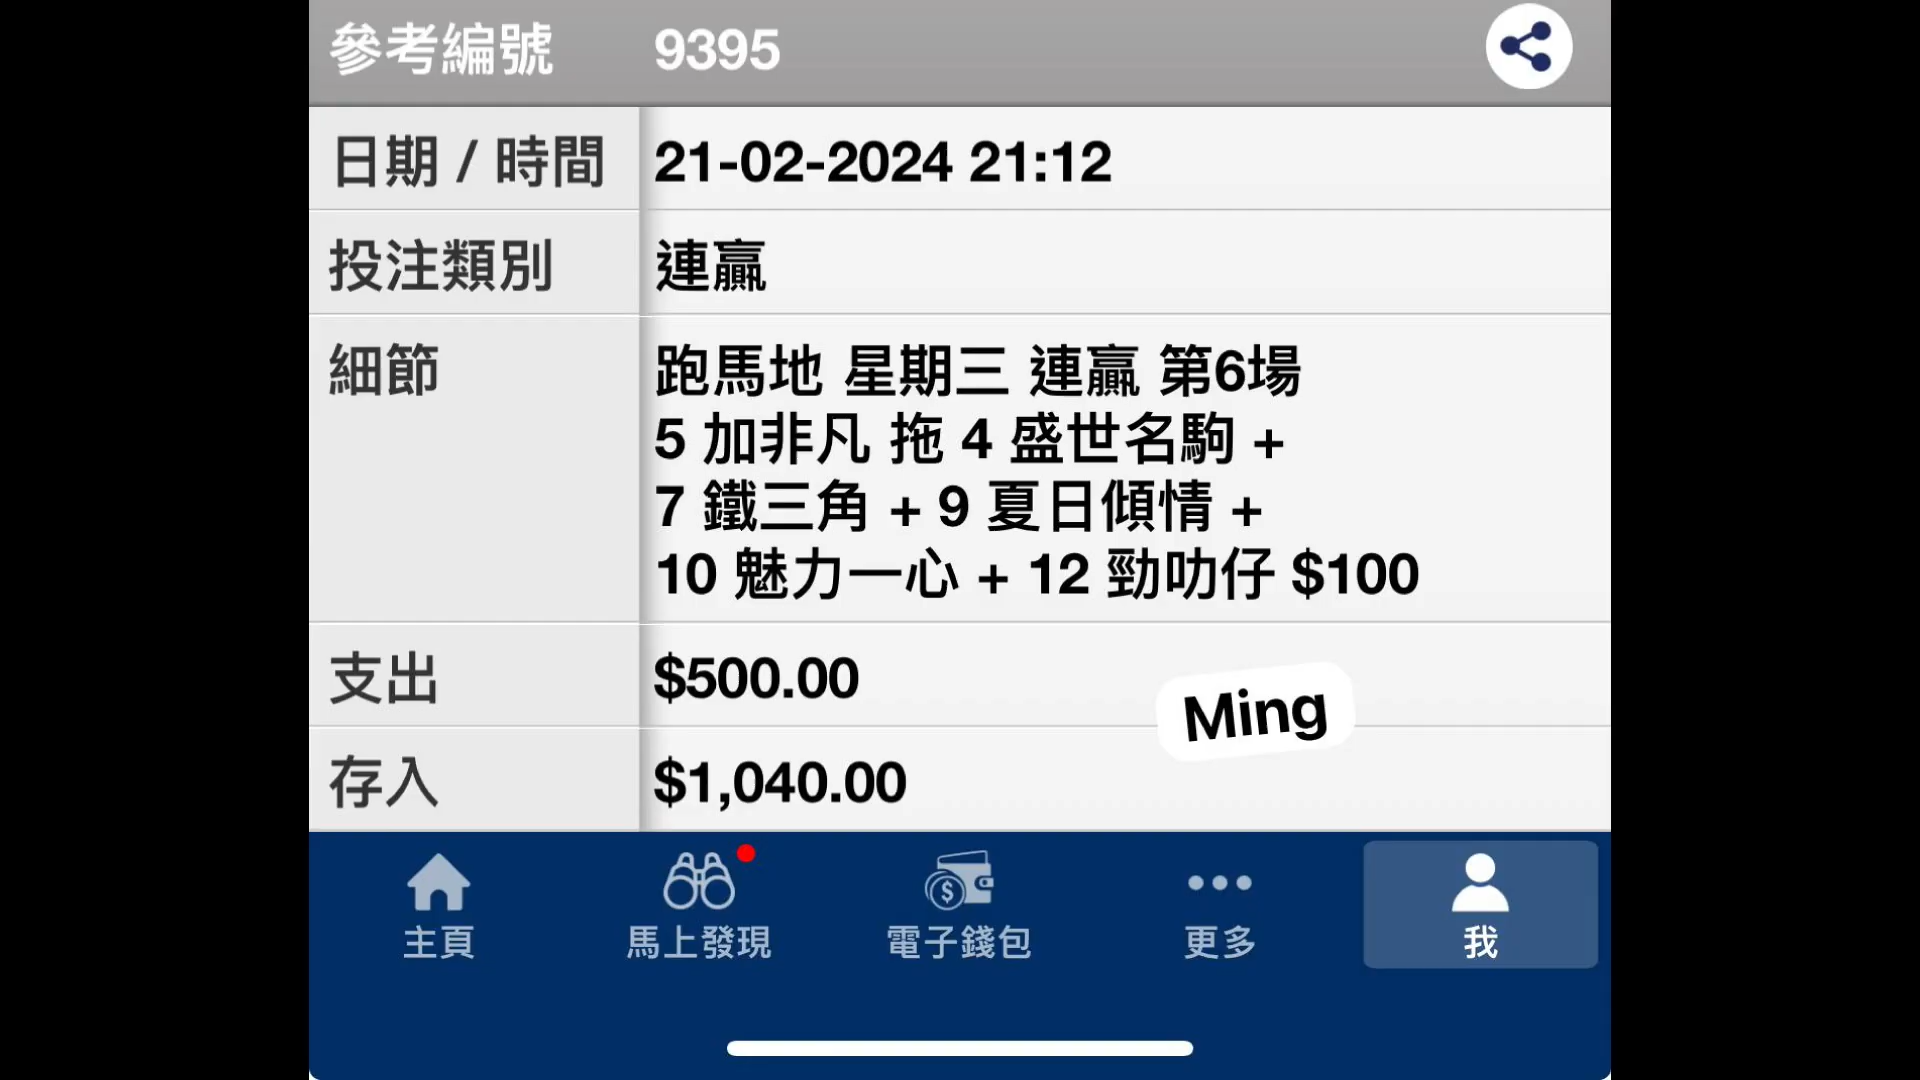 參考編號 9395
日期 / 時間 21-02-2024 21:12
投注類別 連贏
細節 跑馬地 星期三 連贏 第6場
5 加非凡 拖 4 盛世名駒 +
7 鐵三角 + 9 夏日傾情 +
10 魅力一心 + 12 勁叻仔 $100
支出 $500.00
Ming
存入 $1,040.00
主頁 馬上發現 電子錢包 更多 我